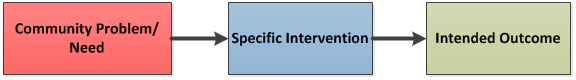 Community Problem/
Need
Specific Intervention
Intended Outcome